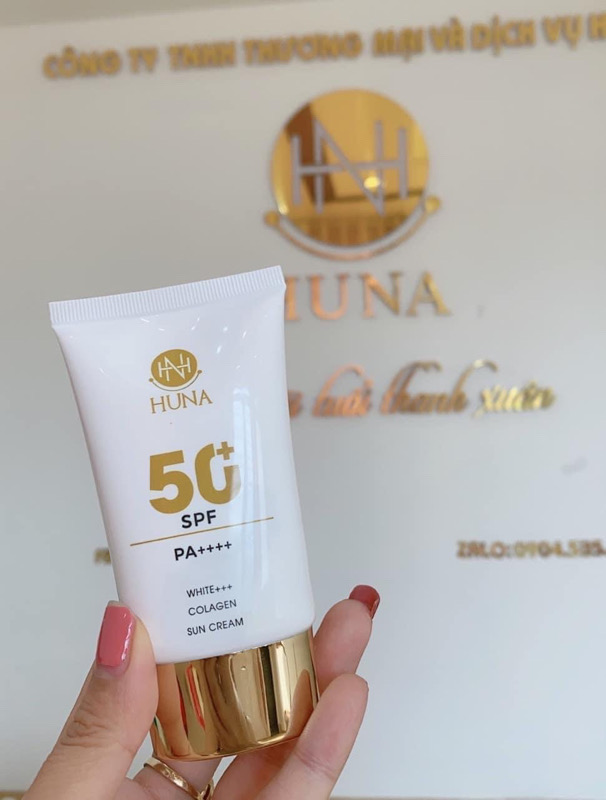 CÔNG TY TNHH THƯƠNG MẠI VÀ DỊCH VỤ
HUNA
thanh xuân
ZALO: 0904.535.
HUNA
50+
SPF
PA++++
WHITE+++
COLAGEN
SUN CREAM